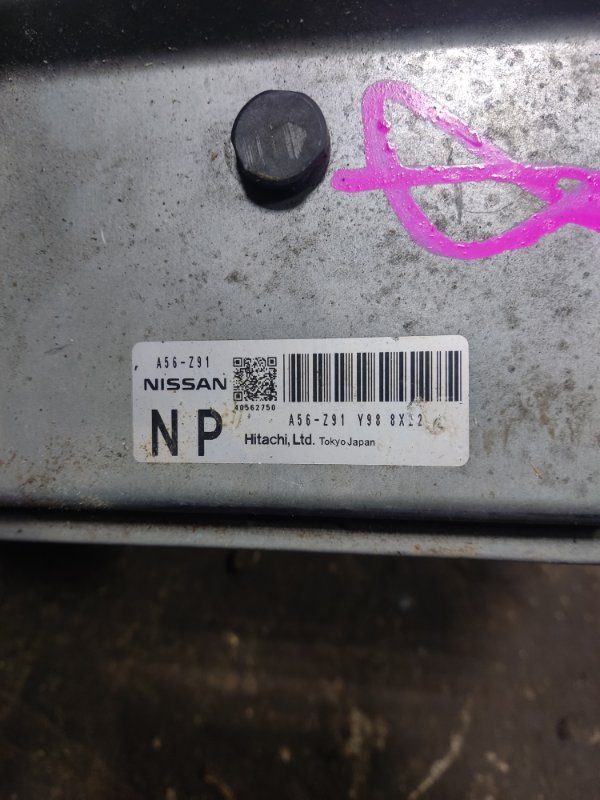 A56-Z91
NISSAN
40562750
A56-Z91 Y98
NP
Hitachi, Ltd. Tokyo Japan